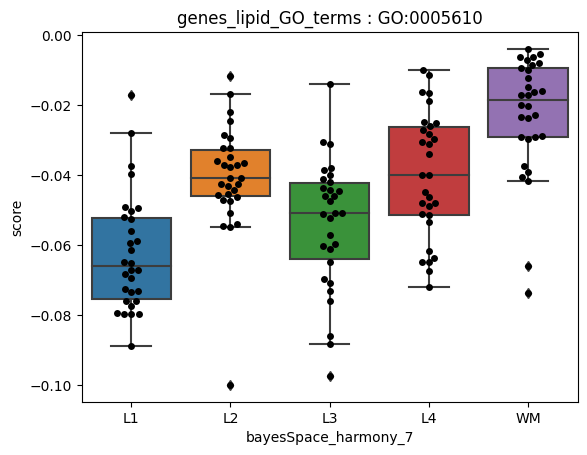 genes_lipid_GO_terms : GO:0005610
0.00
−0.02
−0.04
−0.06
−0.08
−0.10
score
L1 L2 L3 L4 WM
bayesSpace_harmony_7